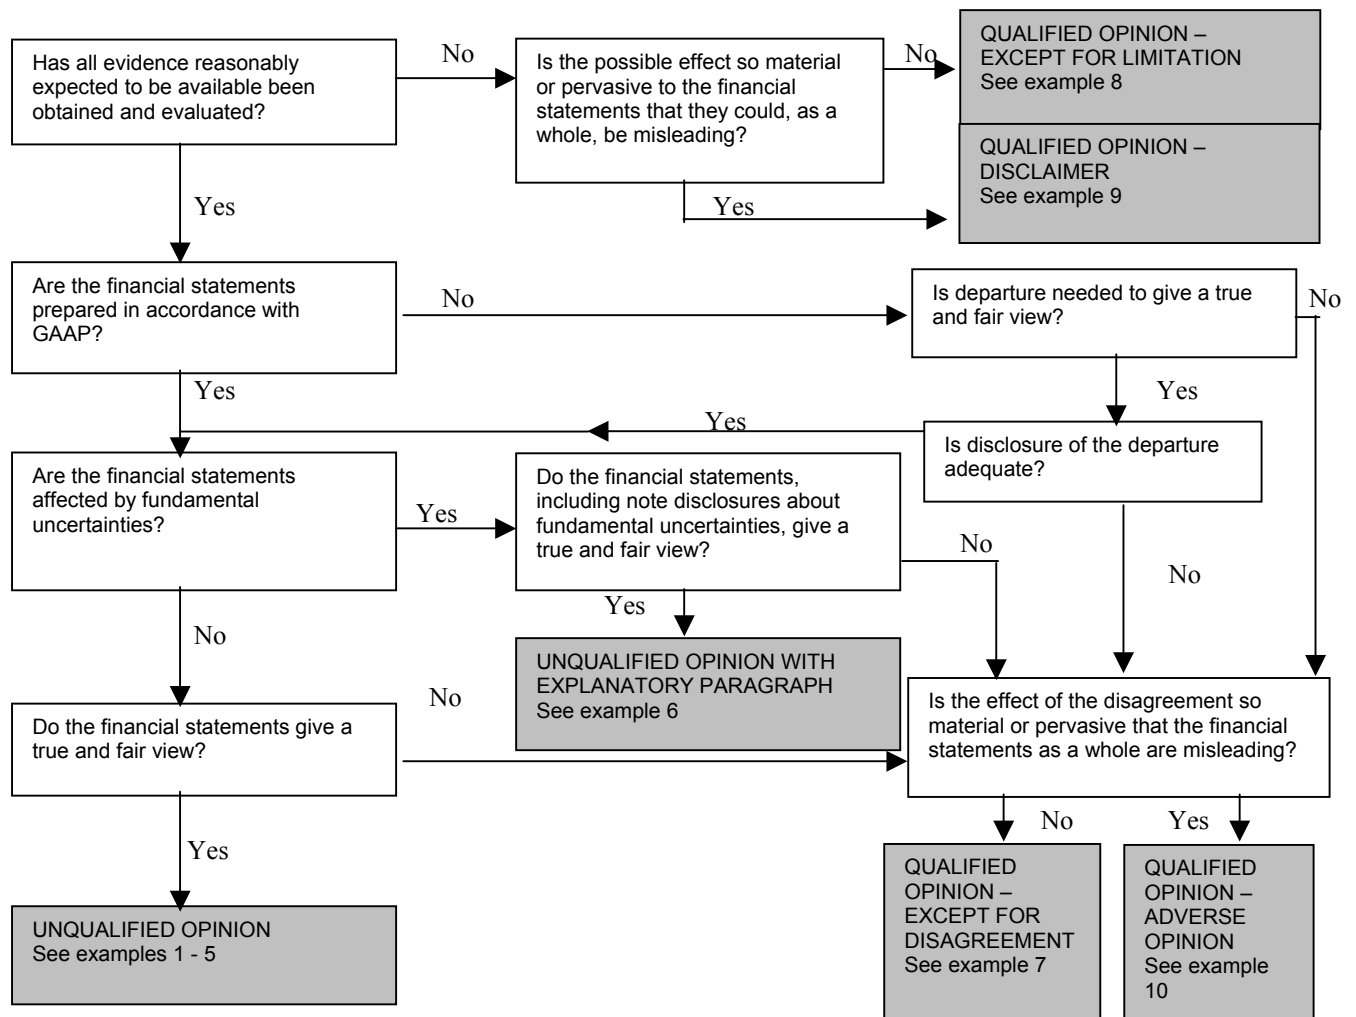 Has all evidence reasonably
expected to be available been
obtained and evaluated?
No
Is the possible effect so material
or pervasive to the financial
statements that they could, as a
whole, be misleading?
No
QUALIFIED OPINION –
EXCEPT FOR LIMITATION
See example 8
QUALIFIED OPINION –
DISCLAIMER
See example 9
Yes
Yes
Are the financial statements
prepared in accordance with
GAAP?
No
Is departure needed to give a true
and fair view?
No
Yes
Yes
Yes
Is disclosure of the departure
adequate?
Are the financial statements
affected by fundamental
uncertainties?
Yes
Do the financial statements,
including note disclosures about
fundamental uncertainties, give a
true and fair view?
No
No
Yes
No
UNQUALIFIED OPINION WITH
EXPLANATORY PARAGRAPH
See example 6
Do the financial statements give a
true and fair view?
No
Is the effect of the disagreement so
material or pervasive that the financial
statements as a whole are misleading?
Yes
No
Yes
UNQUALIFIED OPINION
See examples 1 - 5
QUALIFIED
OPINION –
EXCEPT FOR
DISAGREEMENT
See example 7
QUALIFIED
OPINION –
ADVERSE
OPINION
See example
10